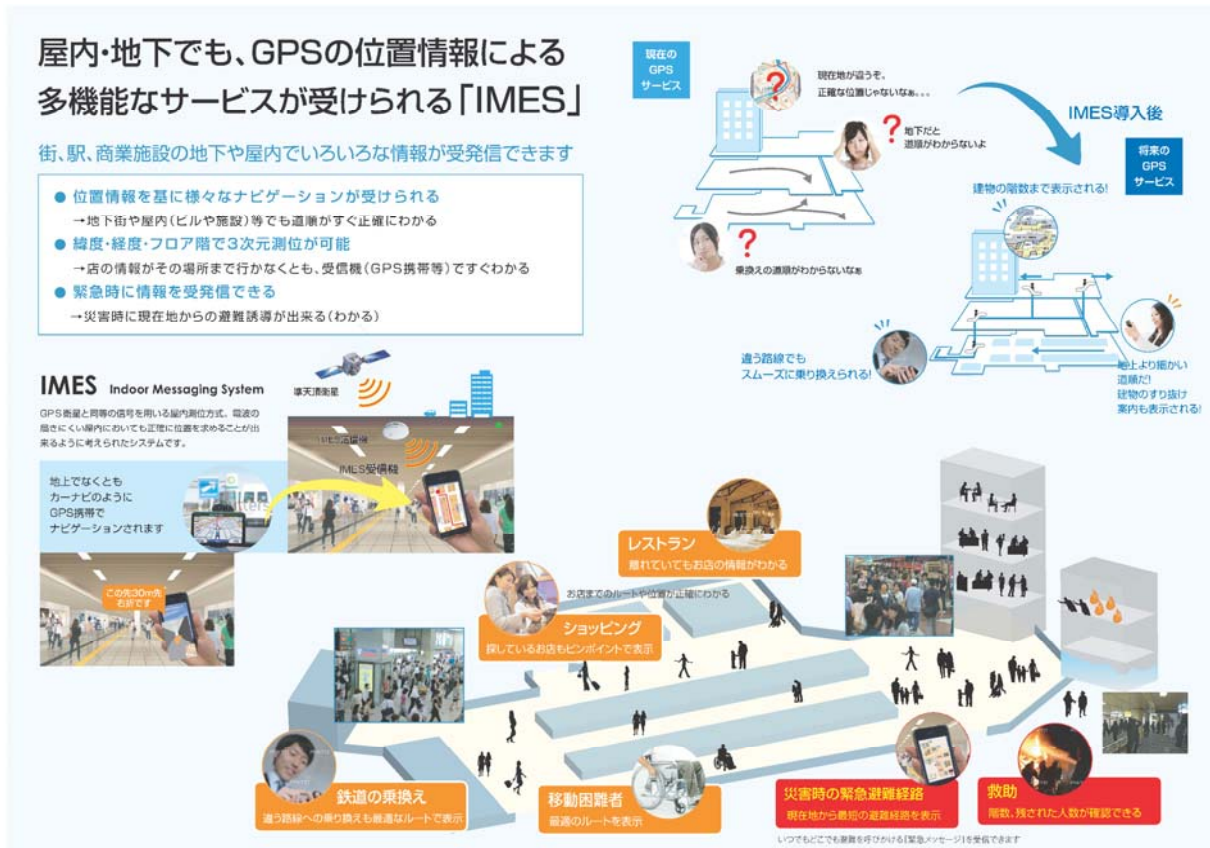 屋内・地下でも、GPSの位置情報による
多機能なサービスが受けられる「IMES」
街、駅、商業施設の地下や屋内でいろいろな情報が受発信できます
● 位置情報を基に様々なナビゲーションが受けられる
→地下街や屋内(ビルや施設)等でも道順がすぐ正確にわかる
● 緯度・経度・フロア階で3次元測位が可能
→店の情報がその場所まで行かなくとも、受信機(GPS携帯等)ですぐわかる
● 緊急時に情報を受発信できる
→災害時に現在地からの避難誘導が出来る(わかる)
現在の
GPS
サービス
現在地が違うぞ、
正確な位置じゃないなぁ。。。
?
?
地下だと
道順がわからないよ
?
乗換えの道順がわからないなぁ
IMES導入後
将来の
GPS
サービス
建物の階数まで表示される!
違う路線でも
スムーズに乗り換えられる!
地上より細かい
道順だ!
建物のすり抜け
案内も表示される!
IMES Indoor Messaging System
GPS衛星と同等の信号を用いる屋内測位方式。電波の
届きにくい屋内においても正確に位置を求めることが出
来るように考えられたシステムです。
準天頂衛星
IMES送信機
IMES受信機
地上でなくとも
カーナビのように
GPS携帯で
ナビゲーションされます
この先30m先
右折です
レストラン
離れていてもお店の情報がわかる
お店までのルートや位置が正確にわかる
ショッピング
探しているお店もピンポイントで表示
鉄道の乗換え
違う路線への乗り換えも最適なルートで表示
移動困難者
最適のルートを表示
災害時の緊急避難経路
現在地から最短の避難経路を表示
いつでもどこでも避難を呼びかける「緊急メッセージ」を受信できます
救助
階数、残された人数が確認できる